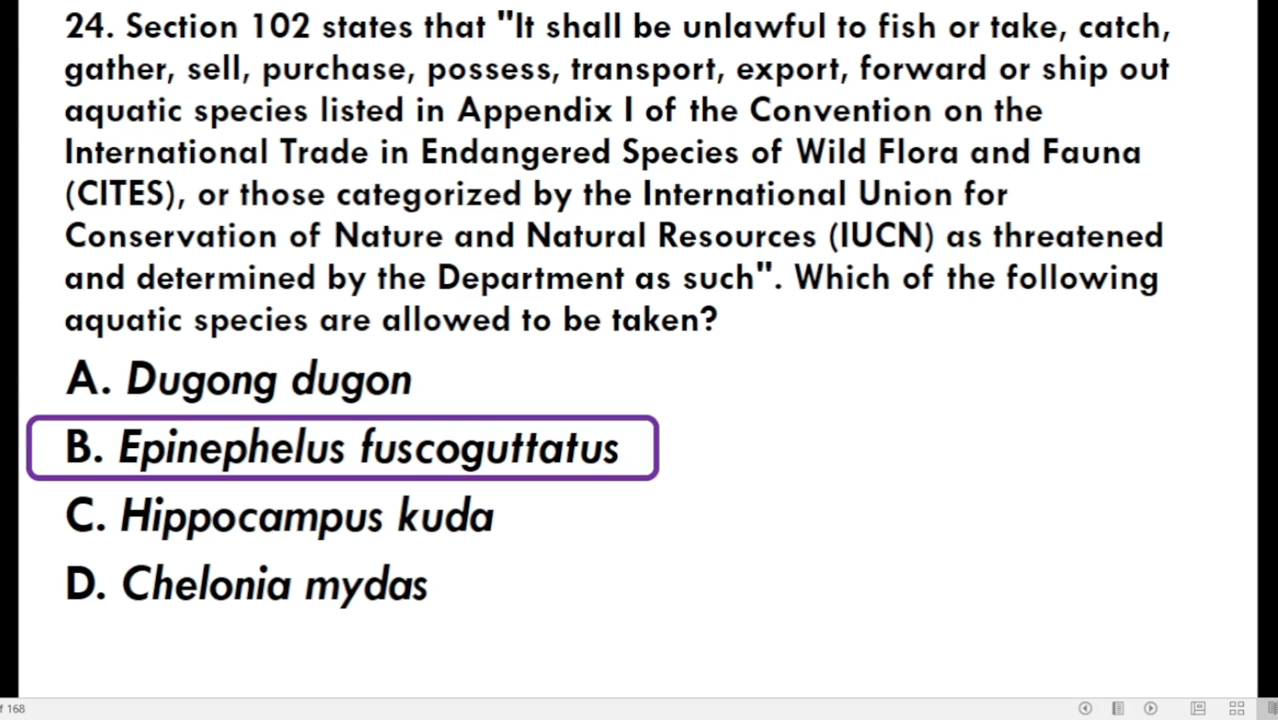 24. Section 102 states that "It shall be unlawful to fish or take, catch,
gather, sell, purchase, possess, transport, export, forward or ship out
aquatic species listed in Appendix I of the Convention on the
International Trade in Endangered Species of Wild Flora and Fauna
(CITES), or those categorized by the International Union for
Conservation of Nature and Natural Resources (IUCN) as threatened
and determined by the Department as such". Which of the following
aquatic species are allowed to be taken?
A. Dugong dugon
B. Epinephelus fuscoguttatus
C. Hippocampus kuda
D. Chelonia mydas
f 168